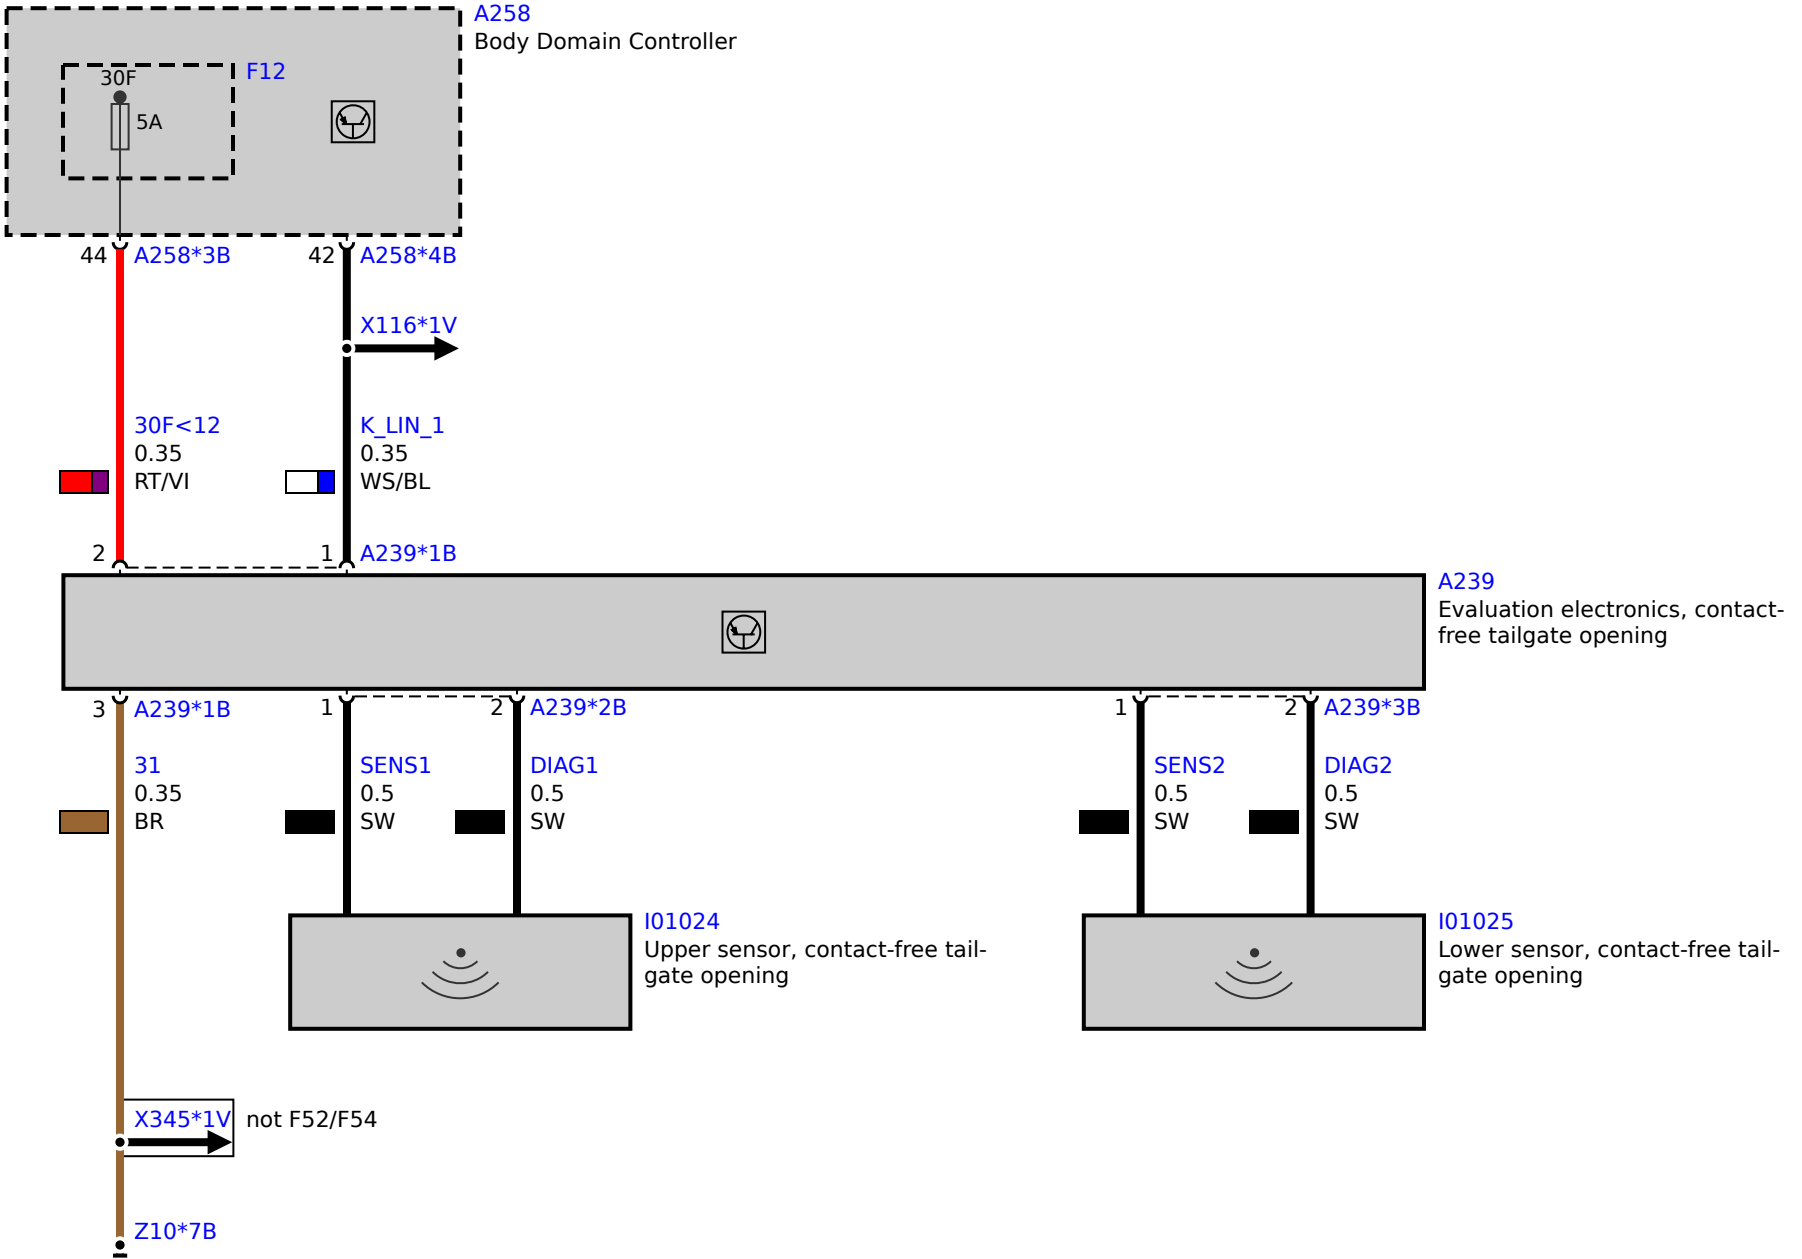 A258
Body Domain Controller
30F
F12
5A
44 A258*3B
42 A258*4B
X116*1V
30F<12
0.35
RT/VI
K_LIN_1
0.35
WS/BL
2
1 A239*1B
A239
Evaluation electronics, contact-
free tailgate opening
3 A239*1B
1
2 A239*2B
1
2 A239*3B
31
0.35
BR
SENS1
0.5
SW
DIAG1
0.5
SW
SENS2
0.5
SW
DIAG2
0.5
SW
I01024
Upper sensor, contact-free tail-
gate opening
I01025
Lower sensor, contact-free tail-
gate opening
X345*1V not F52/F54
Z10*7B